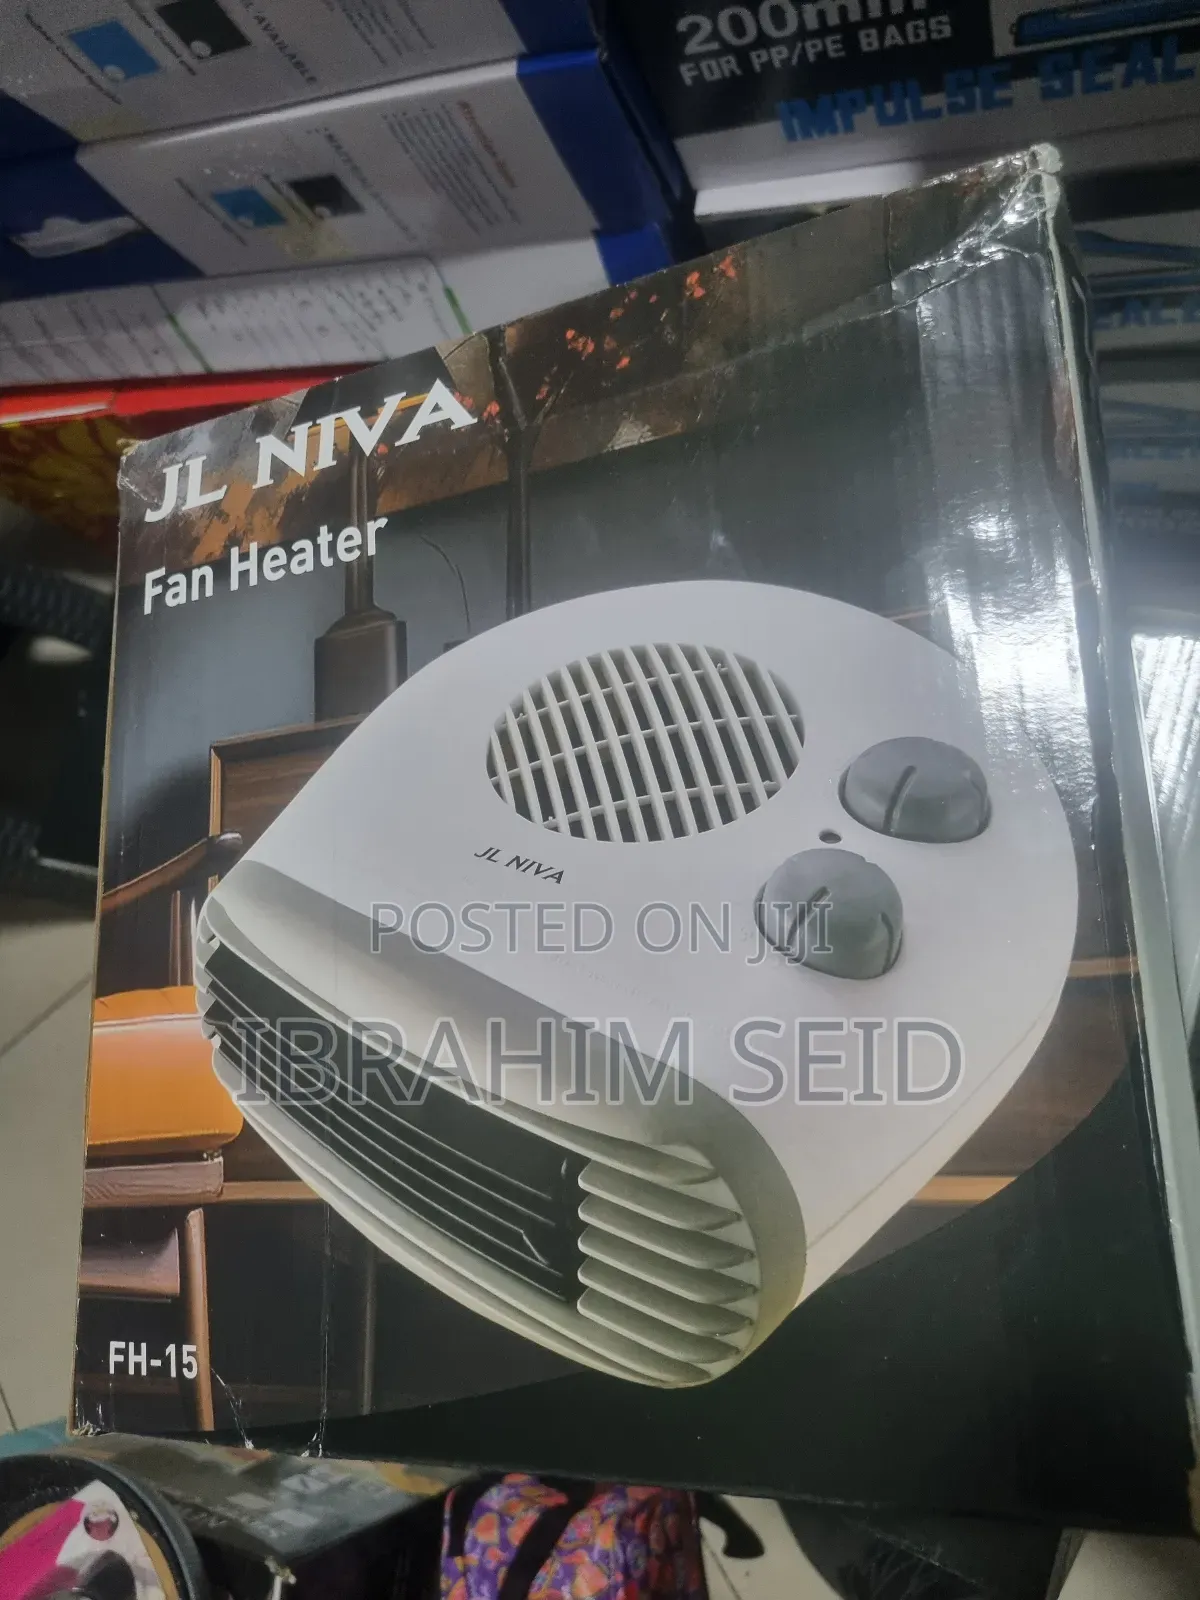 200mm
FOR PP/PE BAGS
IMPULSE SEAL
AVAILABLE
JL NIVA
Fan Heater
JL NIVA
POSTED ON JIJI
IBRAHIM SEID
FH-15